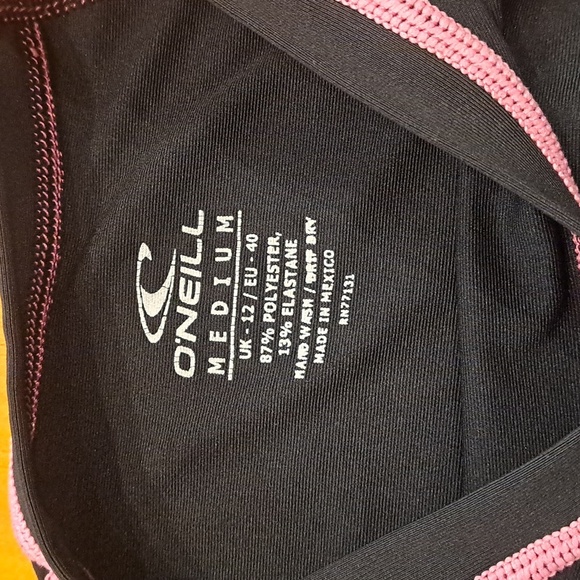 O'NEILL
MEDIUM
UK - 12 / EU - 40
87% POLYESTER,
13% ELASTANE
HAND WASH / DRIP DRY
MADE IN MEXICO
RN77131